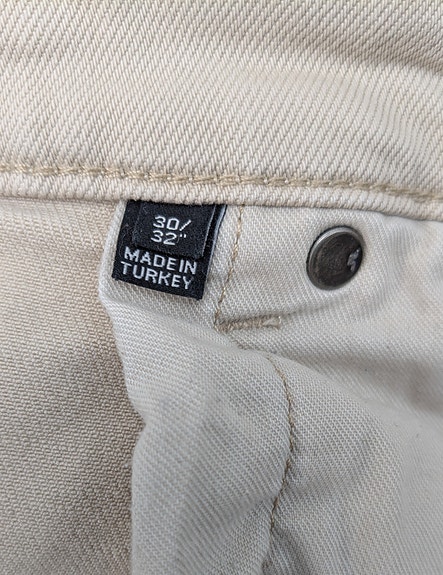 30/
32"
MADE IN
TURKEY